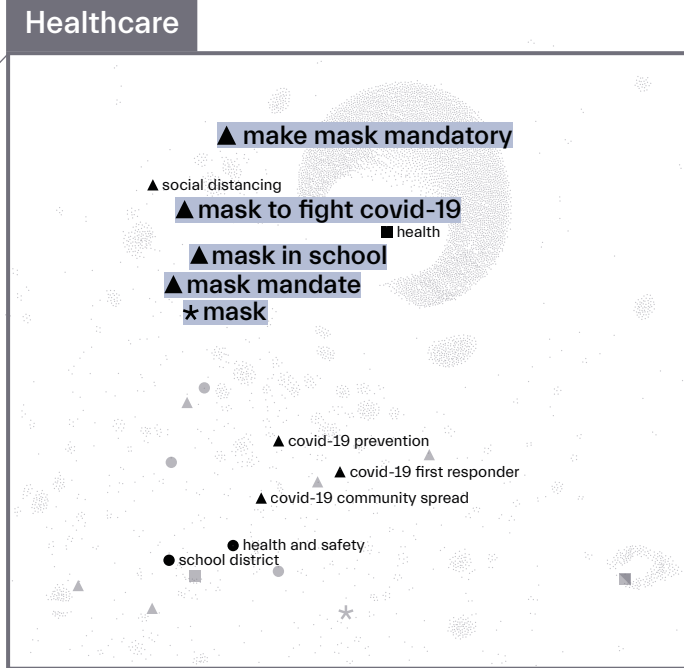 Healthcare
make mask mandatory
social distancing
mask to fight covid-19
health
mask in school
mask mandate
mask
covid-19 prevention
covid-19 first responder
covid-19 community spread
health and safety
school district